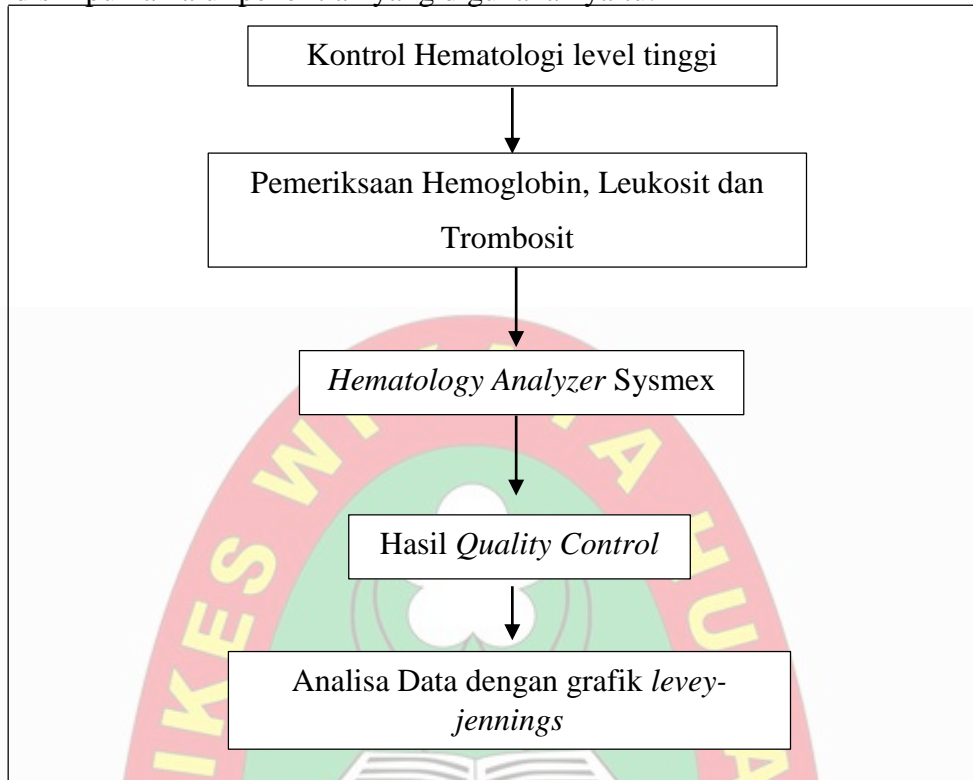 Kontrol Hematologi level tinggi
Pemeriksaan Hemoglobin, Leukosit dan
Trombosit
Hematology Analyzer Sysmex
Hasil Quality Control
Analisa Data dengan grafik levey-
jennings